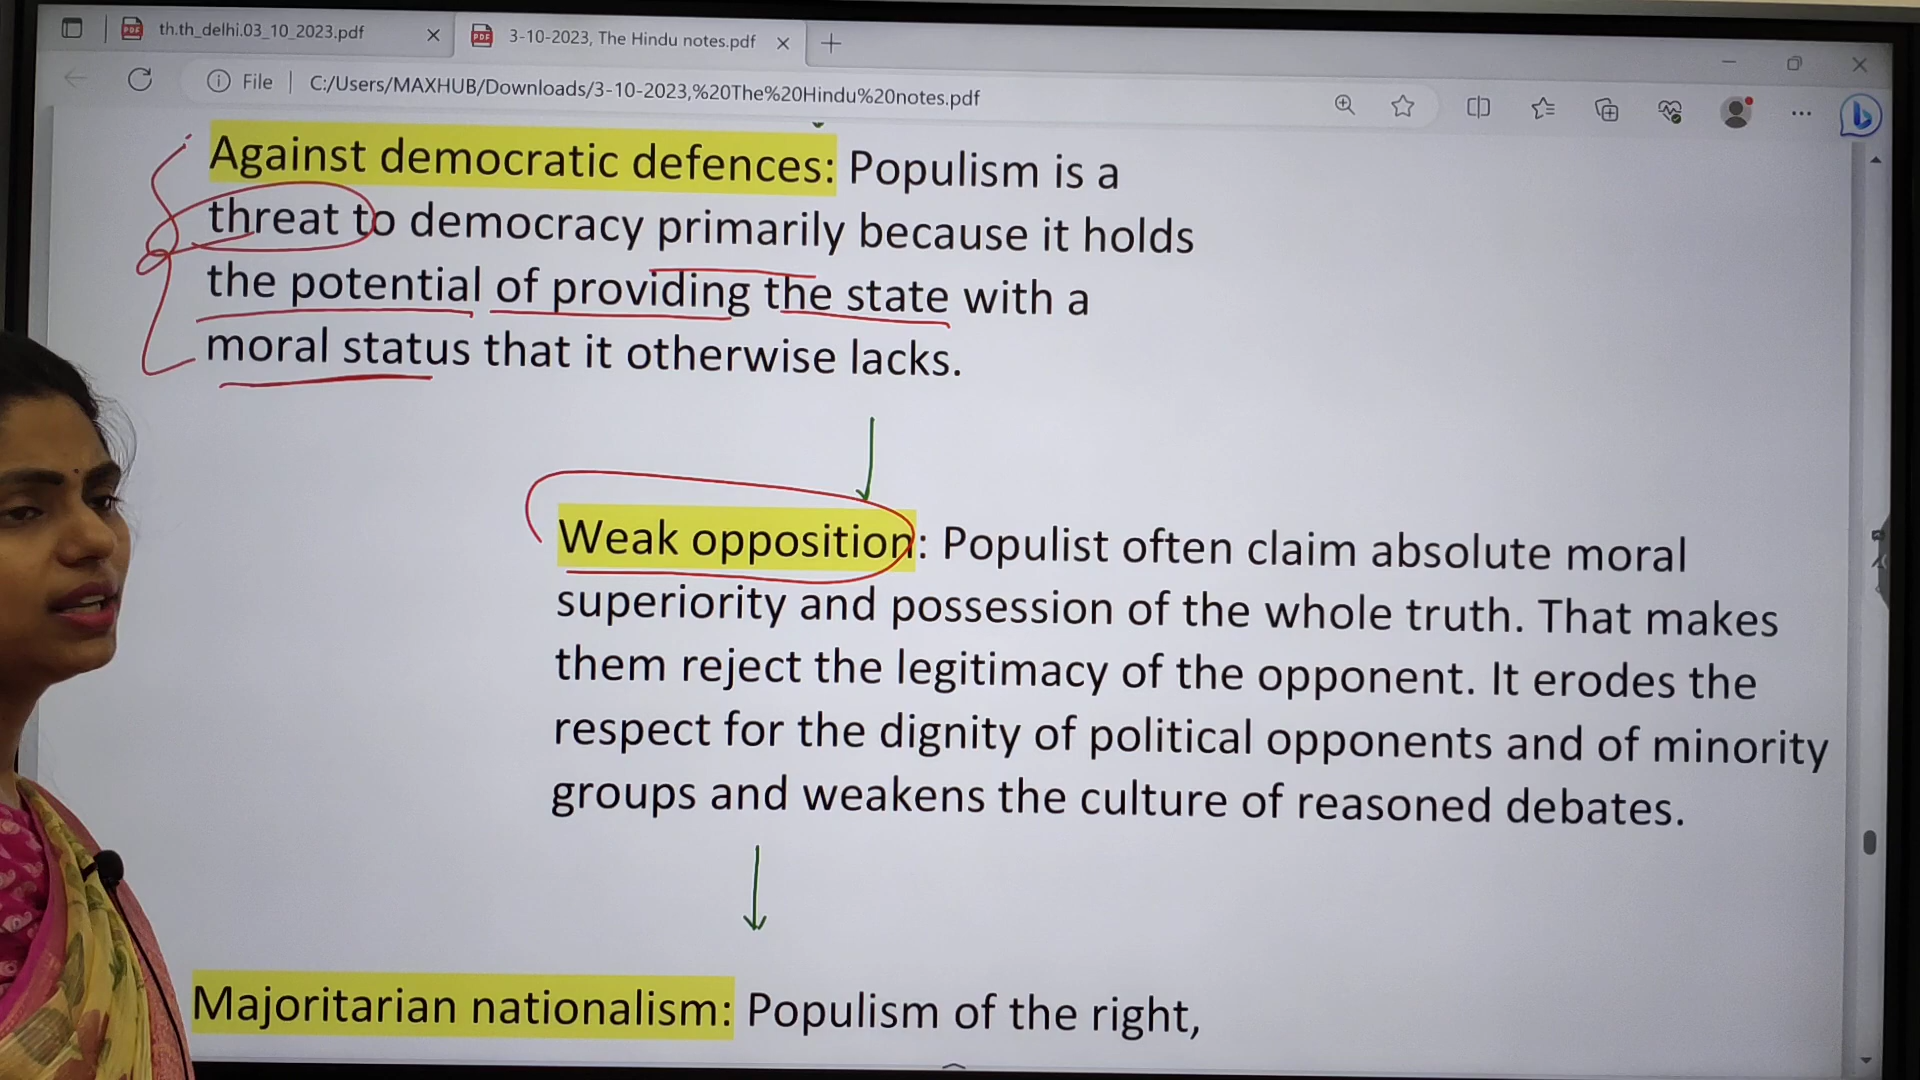 th.th_delhi.03_10_2023.pdf
3-10-2023, The Hindu notes.pdf
File
C:/Users/MAXHUB/Downloads/3-10-2023,%20The%20Hindu%20notes.pdf
Against democratic defences: Populism is a
threat to democracy primarily because it holds
the potential of providing the state with a
moral status that it otherwise lacks.
Weak opposition: Populist often claim absolute moral
superiority and possession of the whole truth. That makes
them reject the legitimacy of the opponent. It erodes the
respect for the dignity of political opponents and of minority
groups and weakens the culture of reasoned debates.
Majoritarian nationalism: Populism of the right,